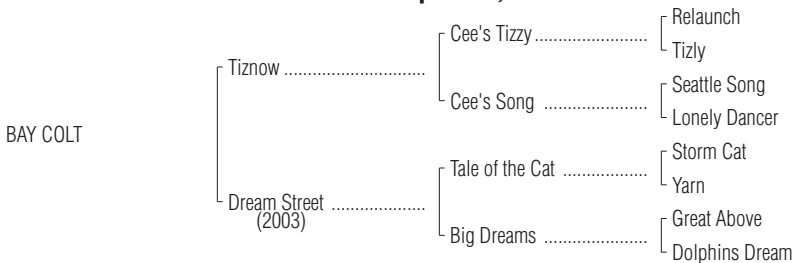 Relaunch
Cee's Tizzy ........................
Tizly
Tiznow .............................
Seattle Song
Cee's Song ......................
Lonely Dancer
BAY COLT
Storm Cat
Tale of the Cat ..................
Yarn
Dream Street ....................
(2003)
Great Above
Big Dreams ......................
Dolphins Dream